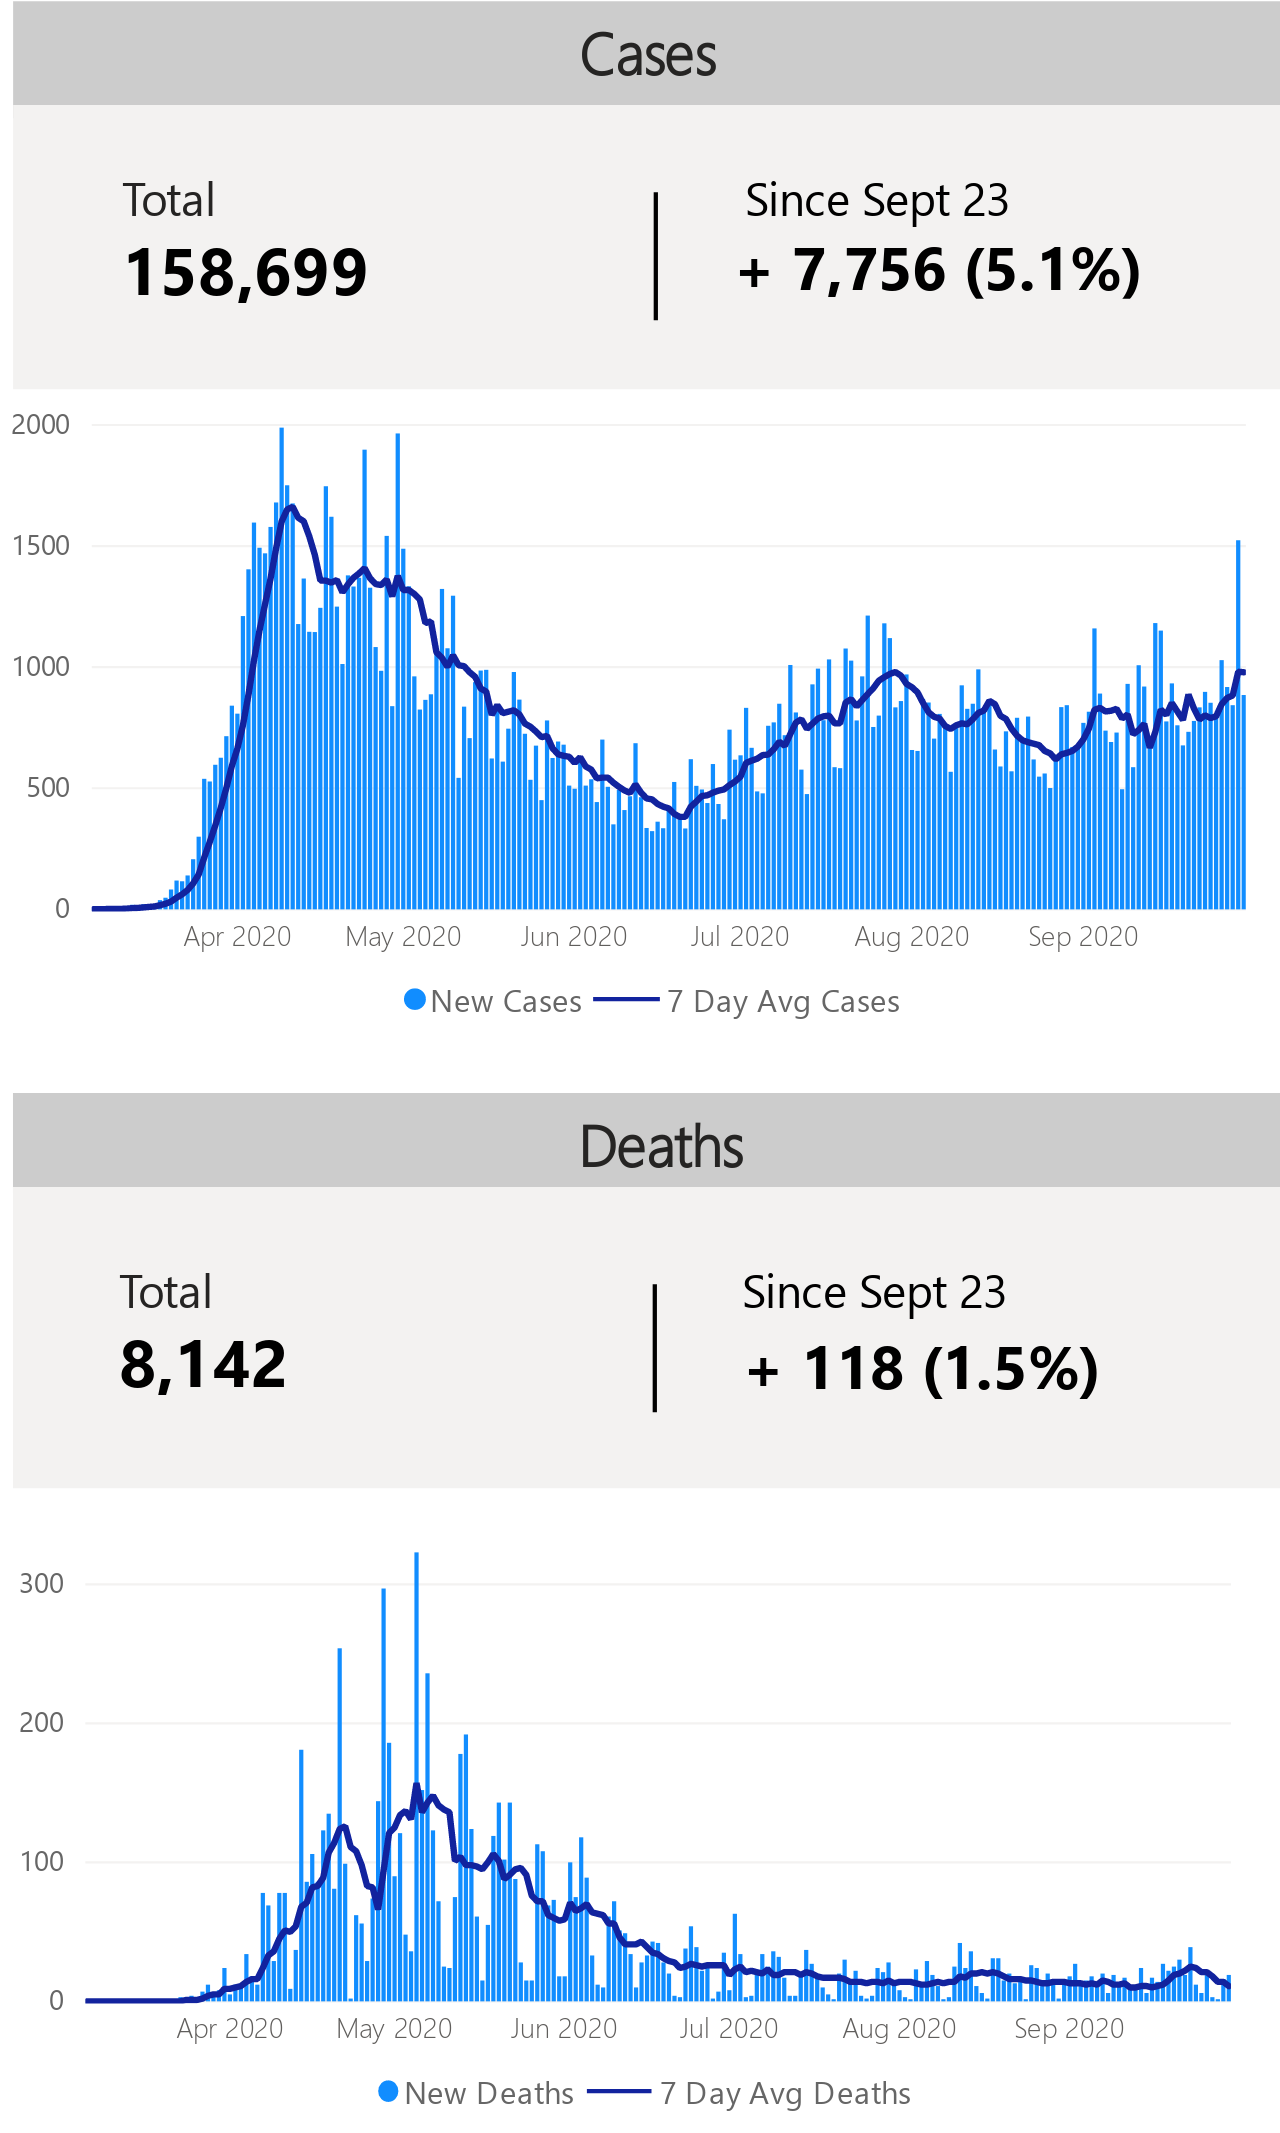 Cases
Total
158,699
Since Sept 23
+ 7,756 (5.1%)
2000
1500
1000
500
0
Apr 2020 May 2020 Jun 2020 Jul 2020 Aug 2020 Sep 2020
New Cases 7 Day Avg Cases
Deaths
Total
8,142
Since Sept 23
+ 118 (1.5%)
300
200
100
0
Apr 2020 May 2020 Jun 2020 Jul 2020 Aug 2020 Sep 2020
New Deaths 7 Day Avg Deaths